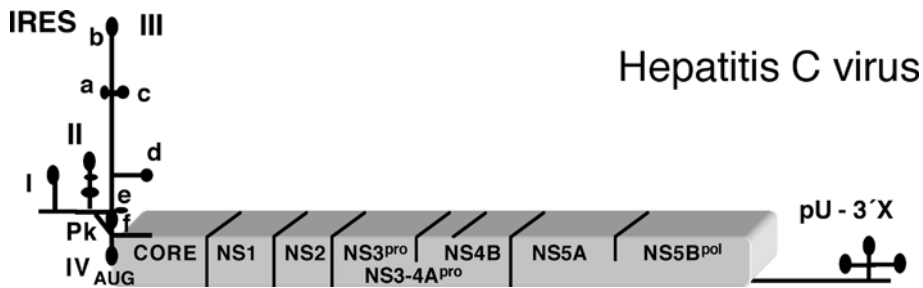 IRES III
b
Hepatitis C virus
a c
II
d
I
e
f
Pk
pU - 3´X
CORE NS1 NS2 NS3pro NS4B NS5A NS5Bpol
NS3-4Apro
IV AUG